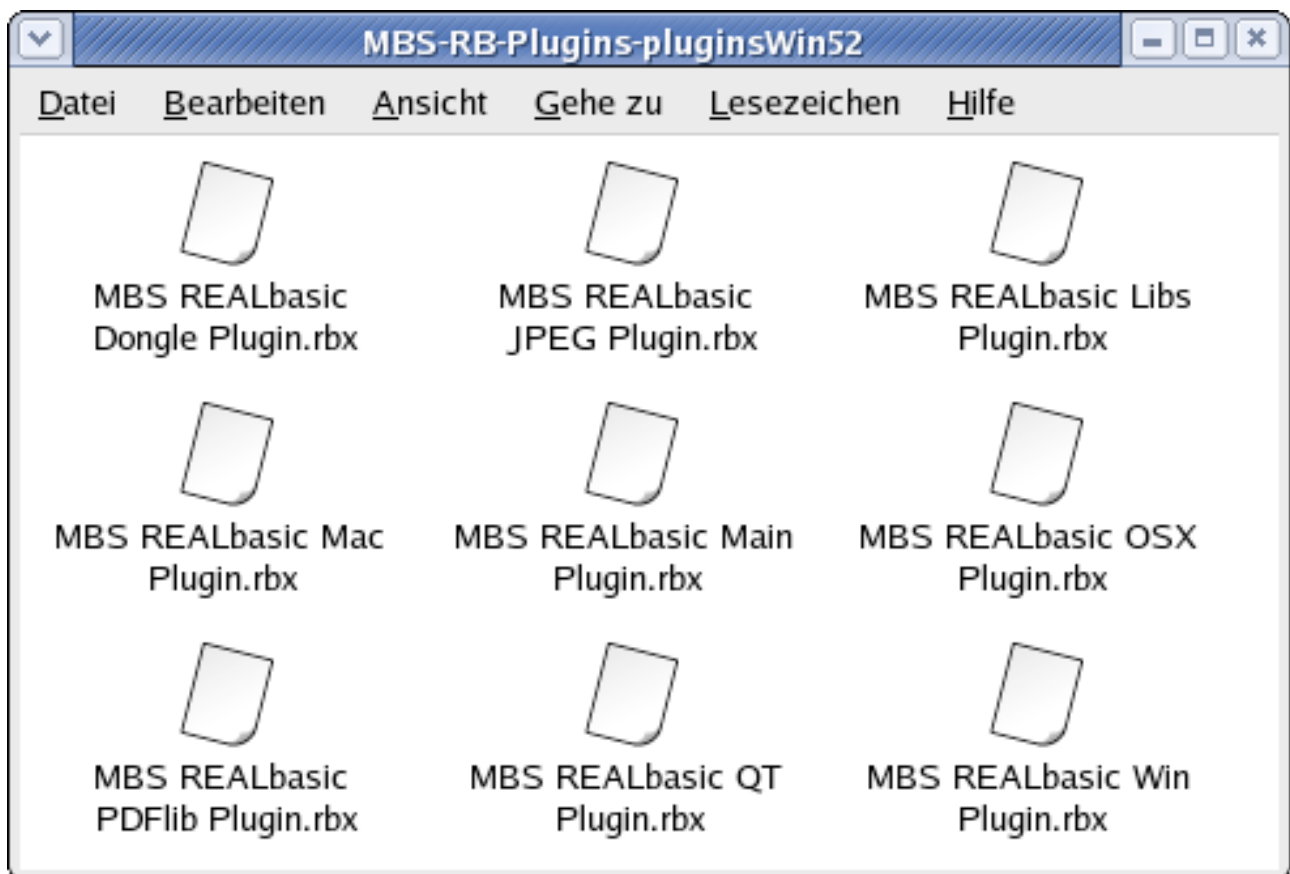 MBS-RB-Plugins-pluginsWin52
Datei Bearbeiten Ansicht Gehe zu Lesezeichen Hilfe
MBS REALbasic
Dongle Plugin.rbx
MBS REALbasic
JPEG Plugin.rbx
MBS REALbasic Libs
Plugin.rbx
MBS REALbasic Mac
Plugin.rbx
MBS REALbasic Main
Plugin.rbx
MBS REALbasic OSX
Plugin.rbx
MBS REALbasic
PDFlib Plugin.rbx
MBS REALbasic QT
Plugin.rbx
MBS REALbasic Win
Plugin.rbx